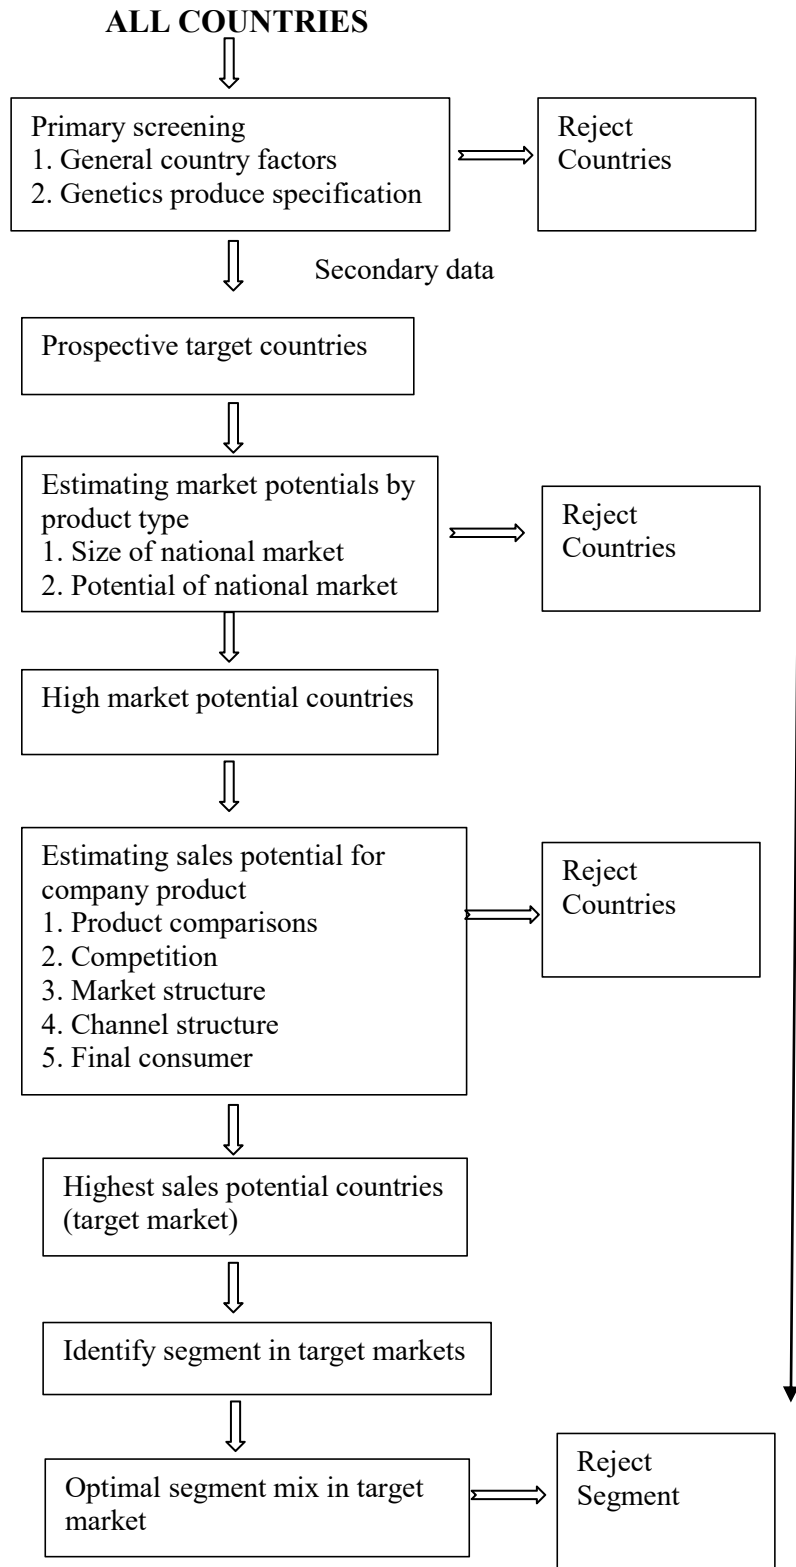 ALL COUNTRIES
Primary screening
1. General country factors
2. Genetics produce specification
Reject
Countries
Secondary data
Prospective target countries
Estimating market potentials by
product type
1. Size of national market
2. Potential of national market
Reject
Countries
High market potential countries
Estimating sales potential for
company product
1. Product comparisons
2. Competition
3. Market structure
4. Channel structure
5. Final consumer
Reject
Countries
Highest sales potential countries
(target market)
Identify segment in target markets
Optimal segment mix in target
market
Reject
Segment